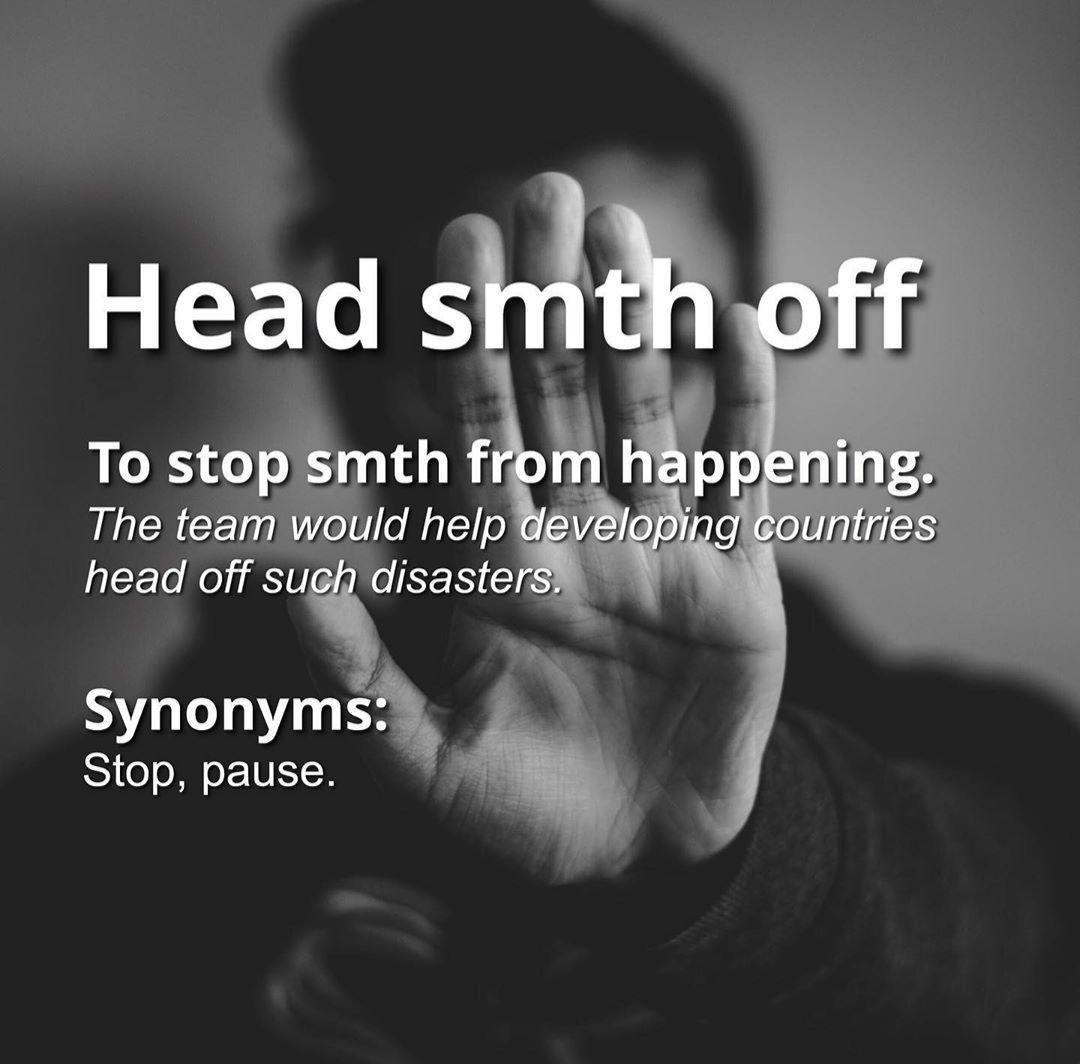 Head smth off
To stop smth from happening.
The team would help developing countries
head off such disasters.
Synonyms:
Stop, pause.